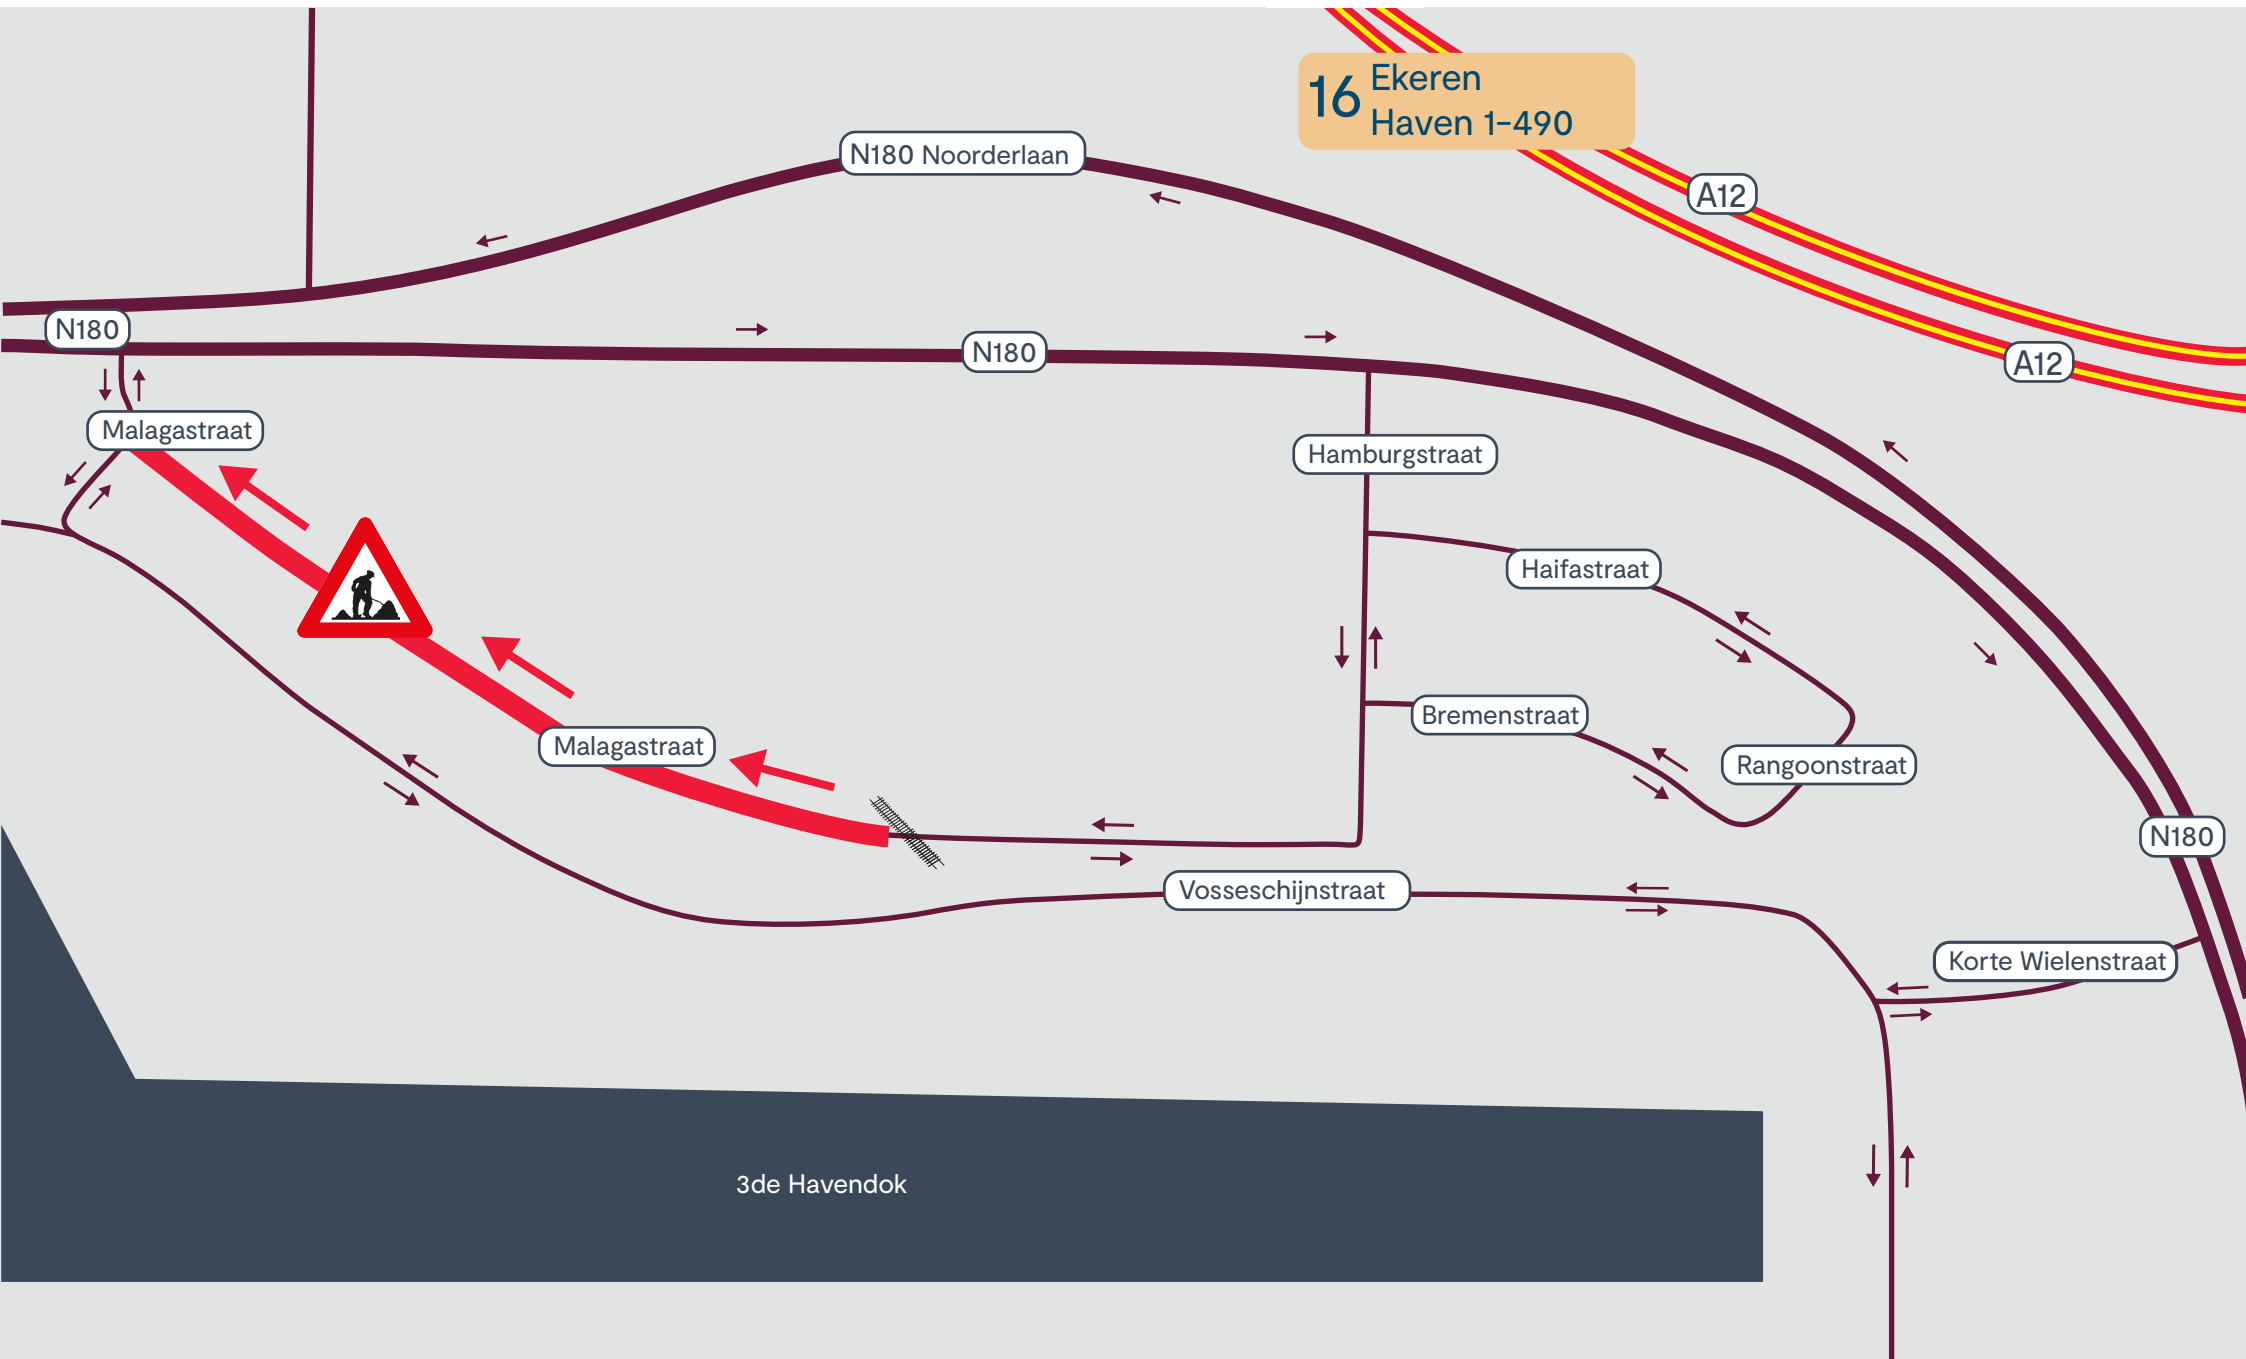 16
Ekeren
Haven 1-490
N180 Noorderlaan
A12
N180
N180
A12
Malagastraat
Hamburgstraat
Haifastraat
Bremenstraat
Malagastraat
Rangoonstraat
N180
Vosseschijnstraat
Korte Wielenstraat
3de Havendok